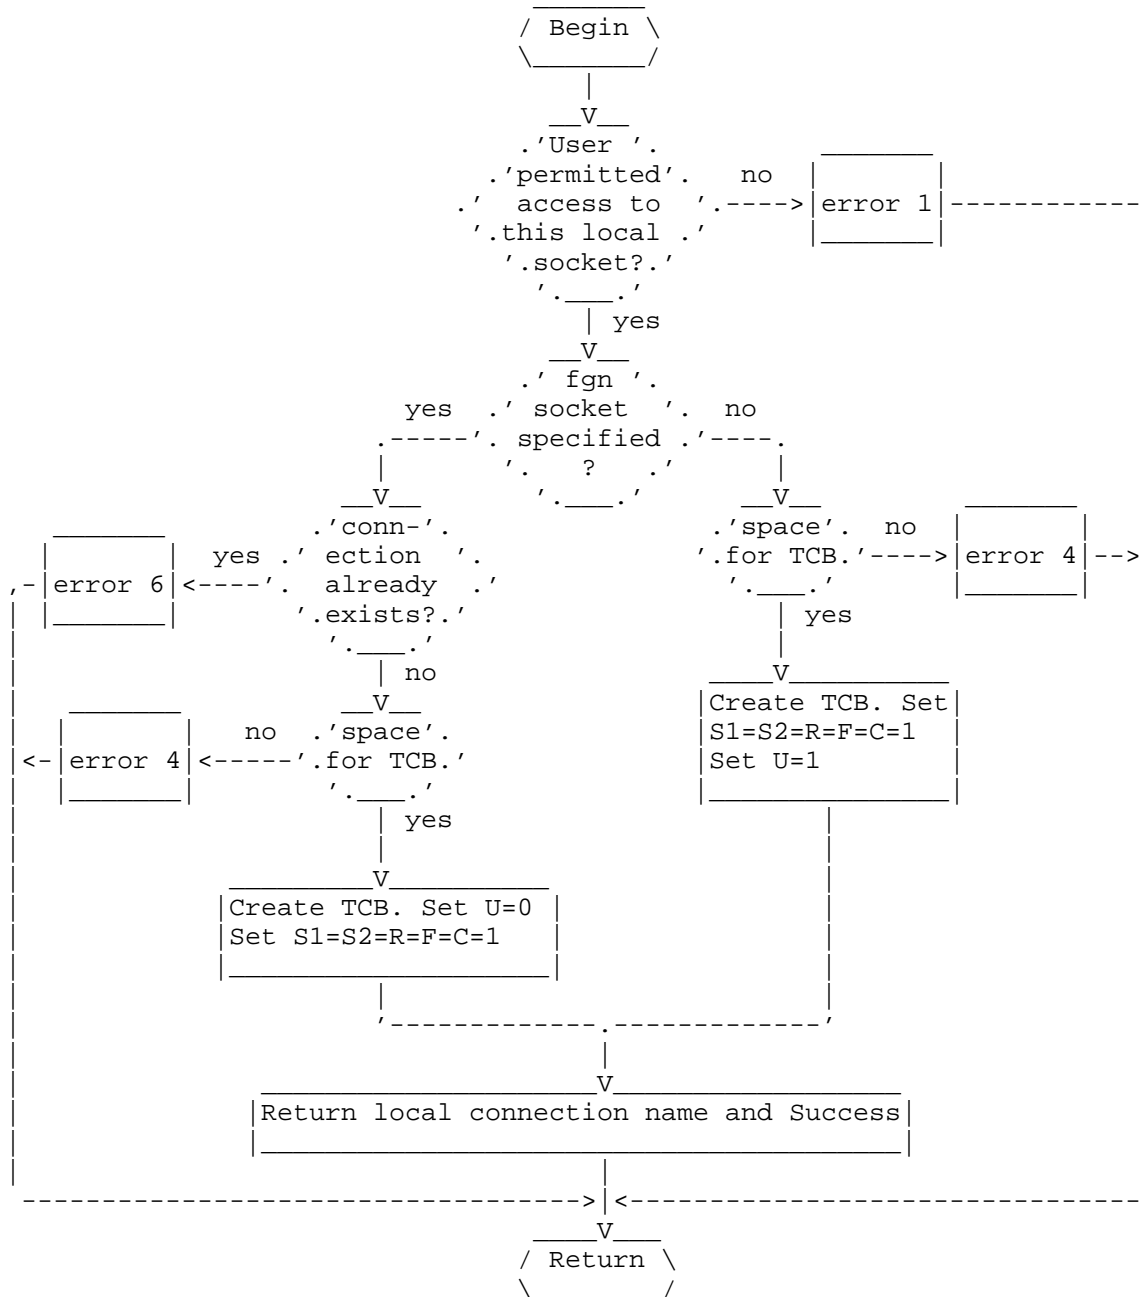 Begin
User
permitted no
access to error 1
this local
socket?
yes
fgn
yes socket no
specified
?
conn- space no
yes ection for TCB. error 4
error 6 already
exists? yes
no
Create TCB. Set
space S1=S2=R=F=C=1
no for TCB. Set U=1
error 4
yes
Create TCB. Set U=0
Set S1=S2=R=F=C=1
Return local connection name and Success
Return